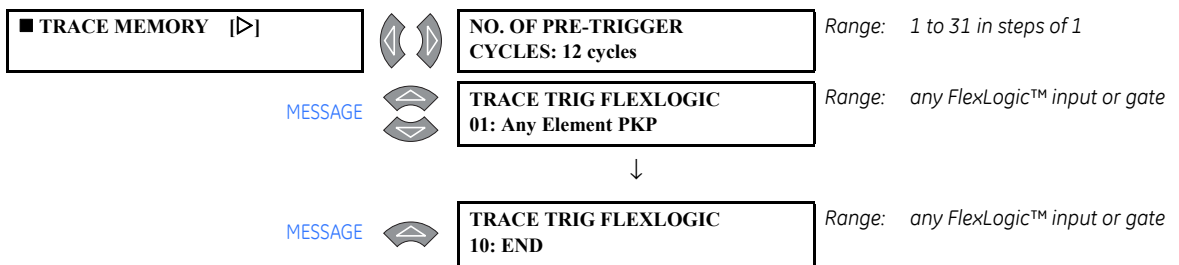 ■ TRACE MEMORY [▷]
NO. OF PRE-TRIGGER
CYCLES: 12 cycles
Range: 1 to 31 in steps of 1
MESSAGE
TRACE TRIG FLEXLOGIC
01: Any Element PKP
Range: any FlexLogic™ input or gate
↓
MESSAGE
TRACE TRIG FLEXLOGIC
10: END
Range: any FlexLogic™ input or gate